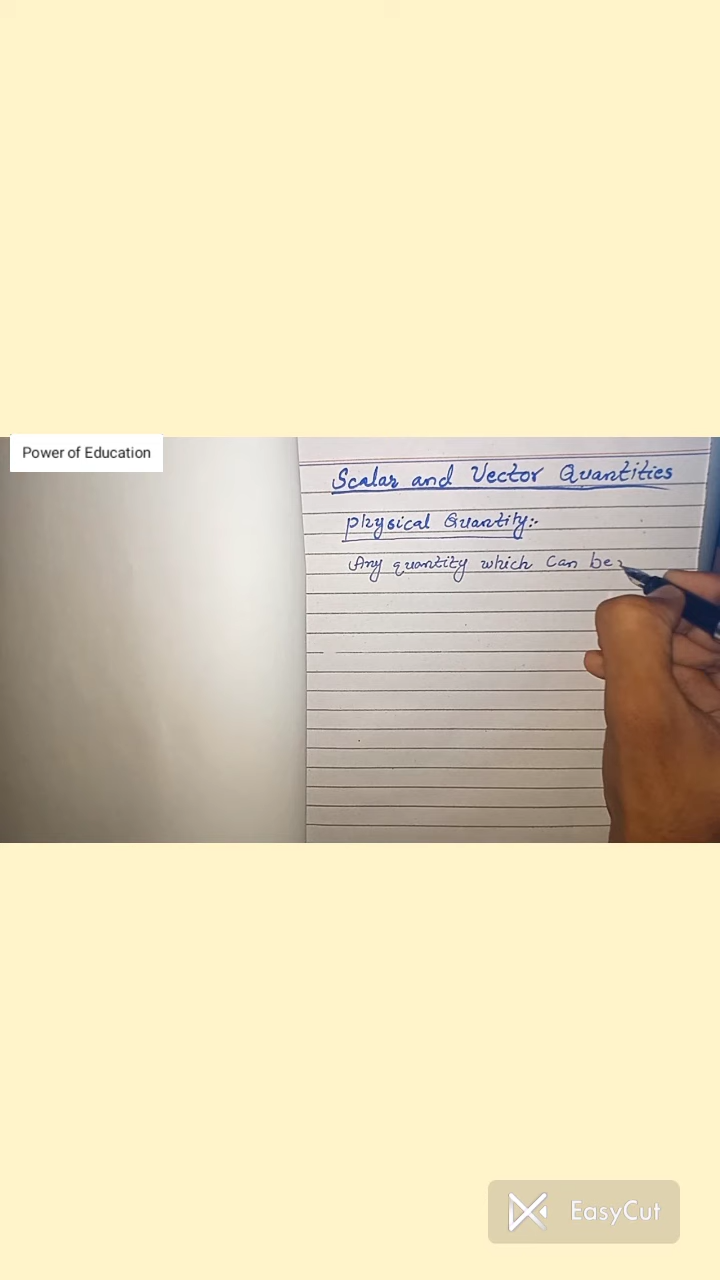 Power of Education
Scalar and Vector Quantities
Physical Quantity:-
Any quantity which can be
EasyCut